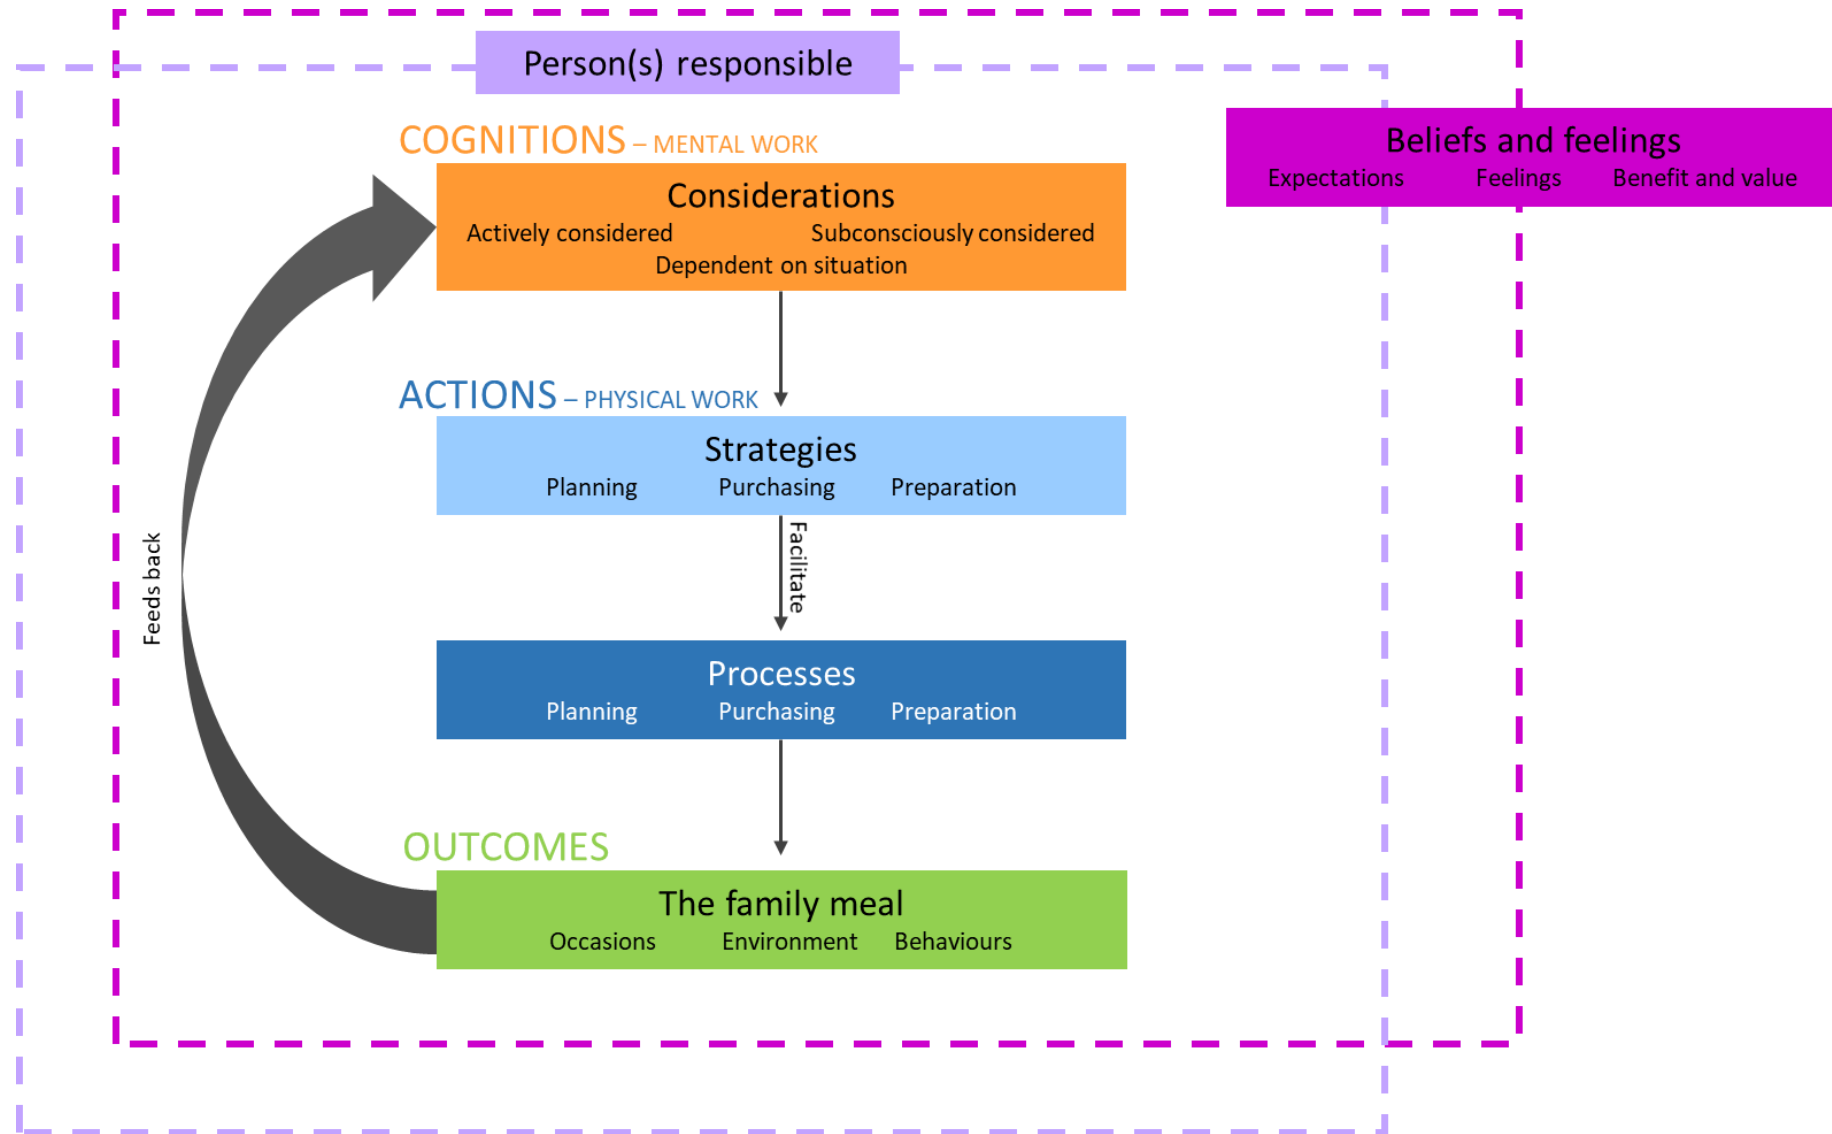 Person(s) responsible
COGNITIONS – MENTAL WORK
Beliefs and feelings
Expectations Feelings Benefit and value
Considerations
Actively considered Subconsciously considered
Dependent on situation
ACTIONS – PHYSICAL WORK
Strategies
Planning Purchasing Preparation
Facilitate
Feeds back
Processes
Planning Purchasing Preparation
OUTCOMES
The family meal
Occasions Environment Behaviours